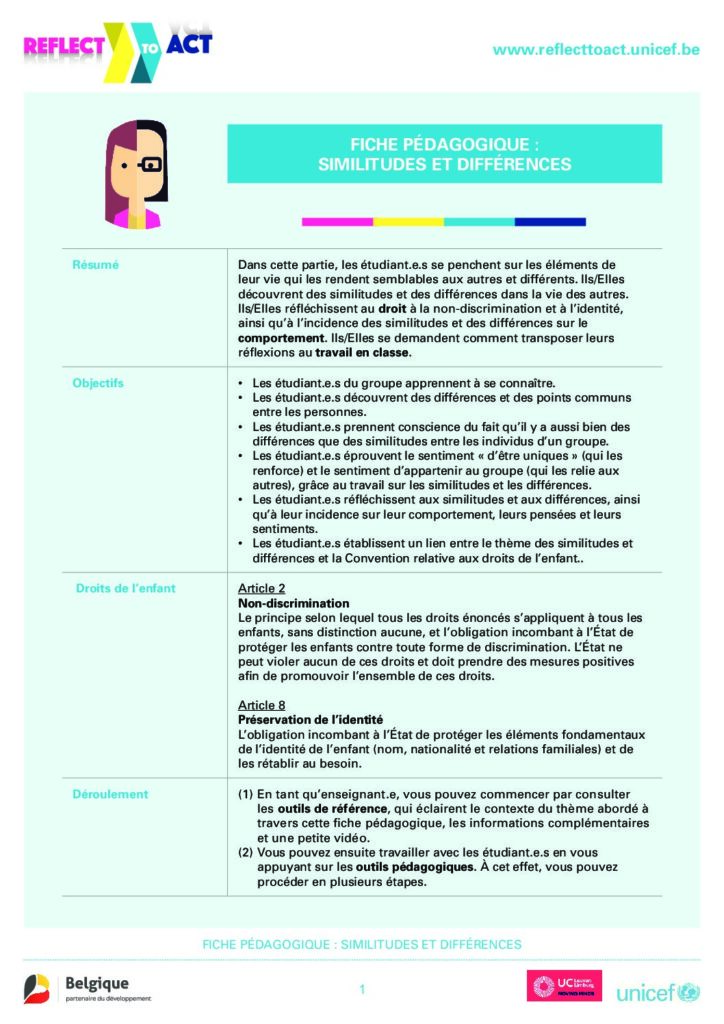 REFLECT TO ACT
www.reflecttoact.unicef.be
FICHE PÉDAGOGIQUE :
SIMILITUDES ET DIFFÉRENCES
Résumé
Dans cette partie, les étudiant.e.s se penchent sur les éléments de
leur vie qui les rendent semblables aux autres et différents. Ils/Elles
découvrent des similitudes et des différences dans la vie des autres.
Ils/Elles réfléchissent au droit à la non-discrimination et à l’identité,
ainsi qu’à l’incidence des similitudes et des différences sur le
comportement. Ils/Elles se demandent comment transposer leurs
réflexions au travail en classe.
Objectifs
• Les étudiant.e.s du groupe apprennent à se connaître.
• Les étudiant.e.s découvrent des différences et des points communs
entre les personnes.
• Les étudiant.e.s prennent conscience du fait qu’il y a aussi bien des
différences que des similitudes entre les individus d’un groupe.
• Les étudiant.e.s éprouvent le sentiment « d’être uniques » (qui les
renforce) et le sentiment d’appartenir au groupe (qui les relie aux
autres), grâce au travail sur les similitudes et les différences.
• Les étudiant.e.s réfléchissent aux similitudes et aux différences, ainsi
qu’à leur incidence sur leur comportement, leurs pensées et leurs
sentiments.
• Les étudiant.e.s établissent un lien entre le thème des similitudes et
différences et la Convention relative aux droits de l’enfant..
Droits de l’enfant
Article 2
Non-discrimination
Le principe selon lequel tous les droits énoncés s’appliquent à tous les
enfants, sans distinction aucune, et l’obligation incombant à l’État de
protéger les enfants contre toute forme de discrimination. L’État ne
peut violer aucun de ces droits et doit prendre des mesures positives
afin de promouvoir l’ensemble de ces droits.
Article 8
Préservation de l’identité
L’obligation incombant à l’État de protéger les éléments fondamentaux
de l’identité de l’enfant (nom, nationalité et relations familiales) et de
les rétablir au besoin.
Déroulement
(1) En tant qu’enseignant.e, vous pouvez commencer par consulter
les outils de référence, qui éclairent le contexte du thème abordé à
travers cette fiche pédagogique, les informations complémentaires
et une petite vidéo.
(2) Vous pouvez ensuite travailler avec les étudiant.e.s en vous
appuyant sur les outils pédagogiques. À cet effet, vous pouvez
procéder en plusieurs étapes.
FICHE PÉDAGOGIQUE : SIMILITUDES ET DIFFÉRENCES
Belgique
partenaire du développement
1
UC Leuven
Limburg
unicef